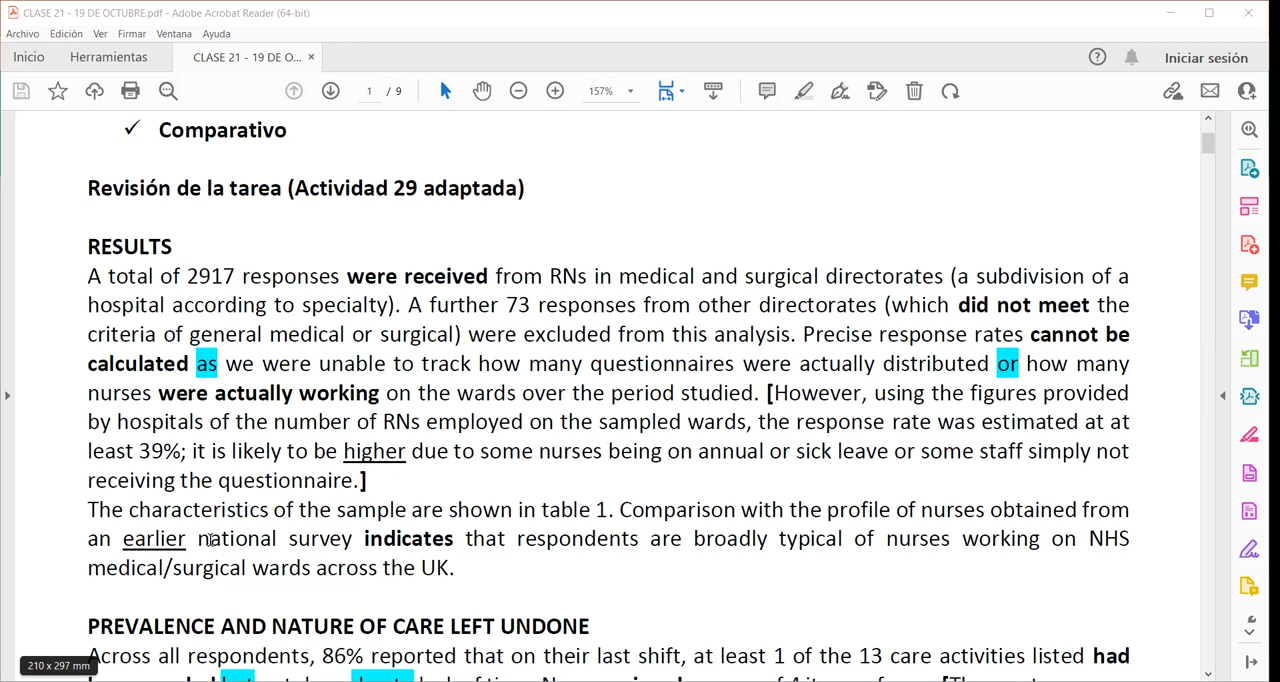 CLASE 21 - 19 DE OCTUBRE.pdf - Adobe Acrobat Reader (64-bit)
Archivo Edición Ver Firmar Ventana Ayuda
Inicio Herramientas CLASE 21 - 19 DE O... × Iniciar sesión
1 / 9 157%
✓ Comparativo
Revisión de la tarea (Actividad 29 adaptada)
RESULTS
A total of 2917 responses were received from RNs in medical and surgical directorates (a subdivision of a
hospital according to specialty). A further 73 responses from other directorates (which did not meet the
criteria of general medical or surgical) were excluded from this analysis. Precise response rates cannot be
calculated as we were unable to track how many questionnaires were actually distributed or how many
nurses were actually working on the wards over the period studied. [However, using the figures provided
by hospitals of the number of RNs employed on the sampled wards, the response rate was estimated at at
least 39%; it is likely to be higher due to some nurses being on annual or sick leave or some staff simply not
receiving the questionnaire.]
The characteristics of the sample are shown in table 1. Comparison with the profile of nurses obtained from
an earlier national survey indicates that respondents are broadly typical of nurses working on NHS
medical/surgical wards across the UK.
PREVALENCE AND NATURE OF CARE LEFT UNDONE
210 x 297 mm
Across all respondents, 86% reported that on their last shift, at least 1 of the 13 care activities listed had